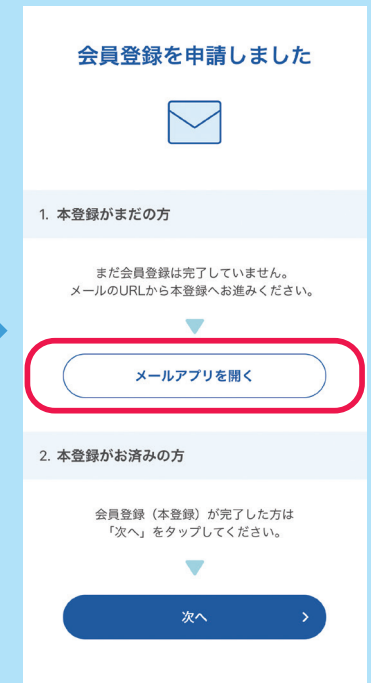 会員登録を申請しました
1. 本登録がまだの方
まだ会員登録は完了していません。
メールのURLから本登録へお進みください。
メールアプリを開く
2. 本登録がお済みの方
会員登録（本登録）が完了した方は
「次へ」をタップしてください。
次へ